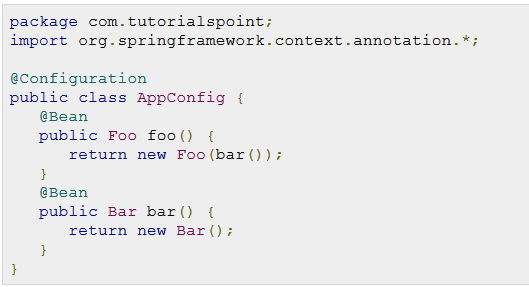 package com.tutorialspoint;
import org.springframework.context.annotation.*;

@Configuration
public class AppConfig {
   @Bean
   public Foo foo() {
      return new Foo(bar());
   }
   @Bean
   public Bar bar() {
      return new Bar();
   }
}